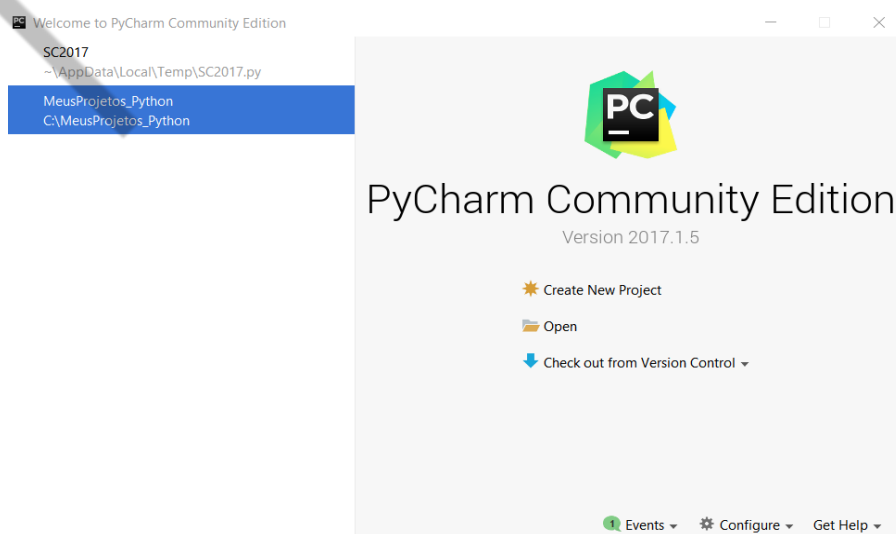 PC
Welcome to PyCharm Community Edition
SC2017
~\AppData\Local\Temp\SC2017.py
MeusProjetos_Python
C:\MeusProjetos_Python
PC
PyCharm Community Edition
Version 2017.1.5
Create New Project
Open
Check out from Version Control
1 Events
Configure
Get Help